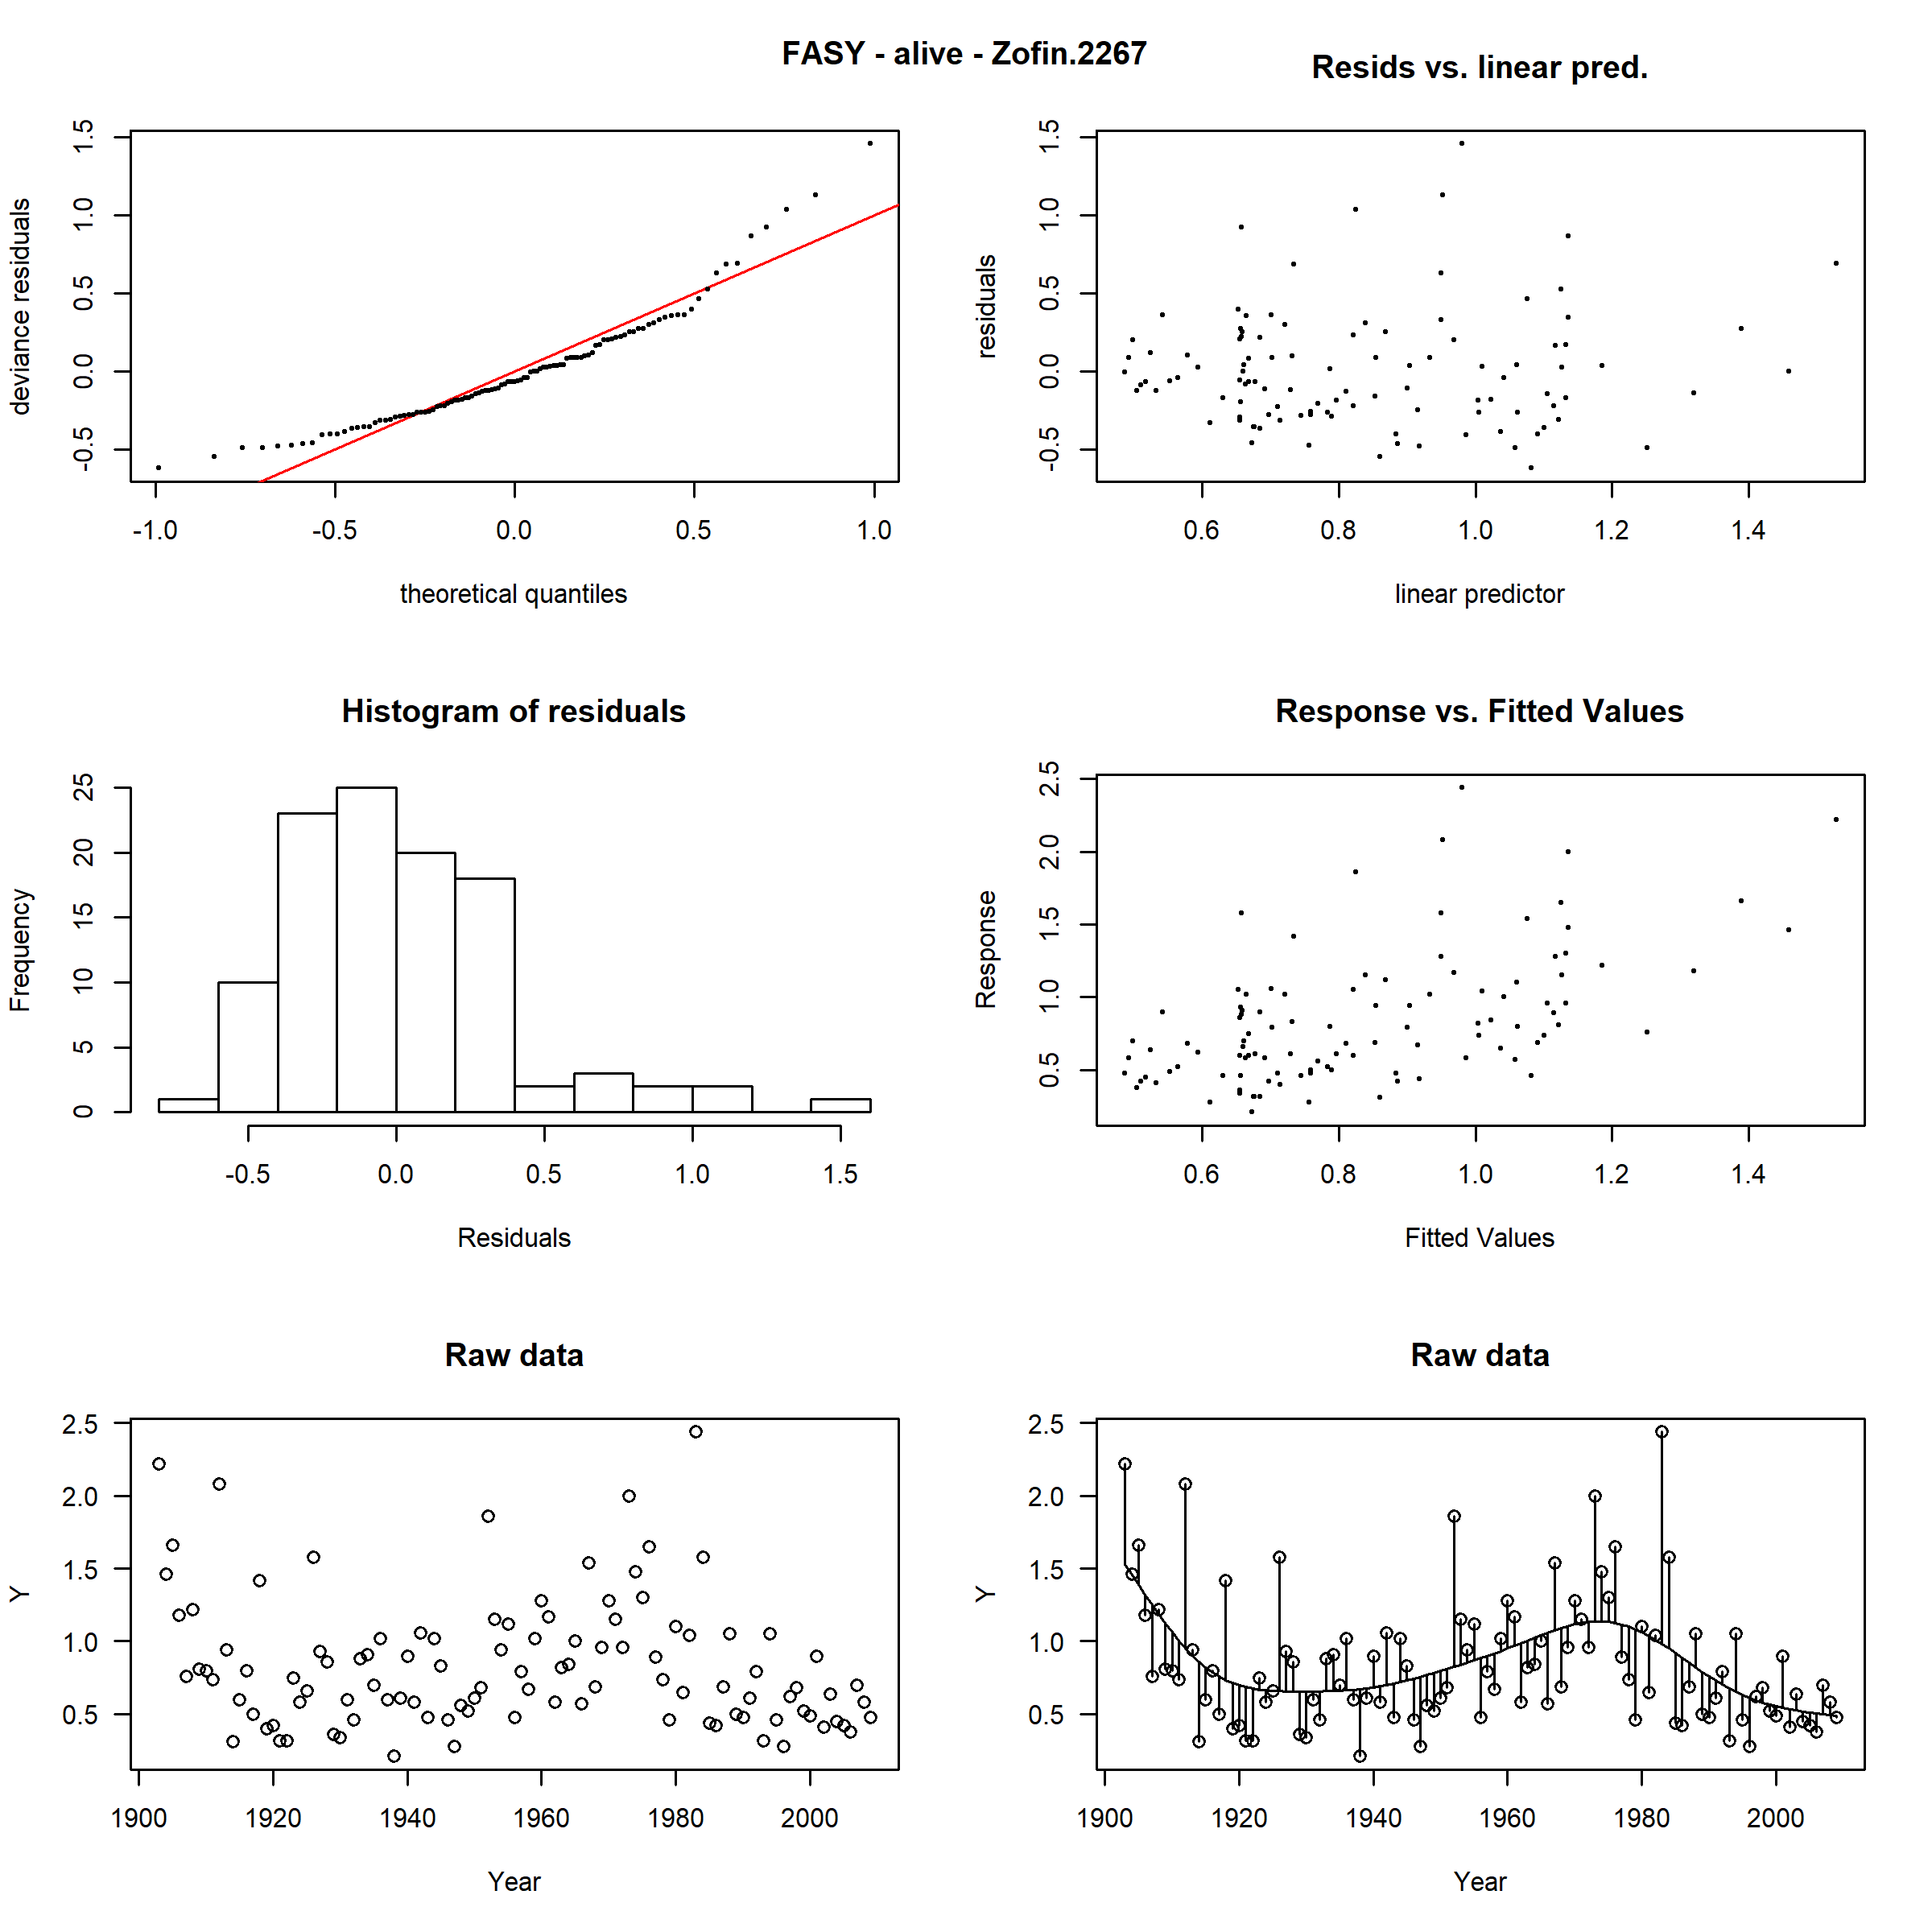 FASY - alive - Zofin.2267
deviance residuals
-0.5 0.0 0.5 1.0 1.5
-1.0 -0.5 0.0 0.5 1.0
theoretical quantiles
Resids vs. linear pred.
residuals
-0.5 0.0 0.5 1.0 1.5
0.6 0.8 1.0 1.2 1.4
linear predictor
Histogram of residuals
Frequency
0 5 10 15 20 25
-0.5 0.0 0.5 1.0 1.5
Residuals
Response vs. Fitted Values
Response
0.5 1.0 1.5 2.0 2.5
0.6 0.8 1.0 1.2 1.4
Fitted Values
Raw data
Y
2.5
2.0
1.5
1.0
0.5
1900 1920 1940 1960 1980 2000
Year
Raw data
Y
2.5
2.0
1.5
1.0
0.5
1900 1920 1940 1960 1980 2000
Year